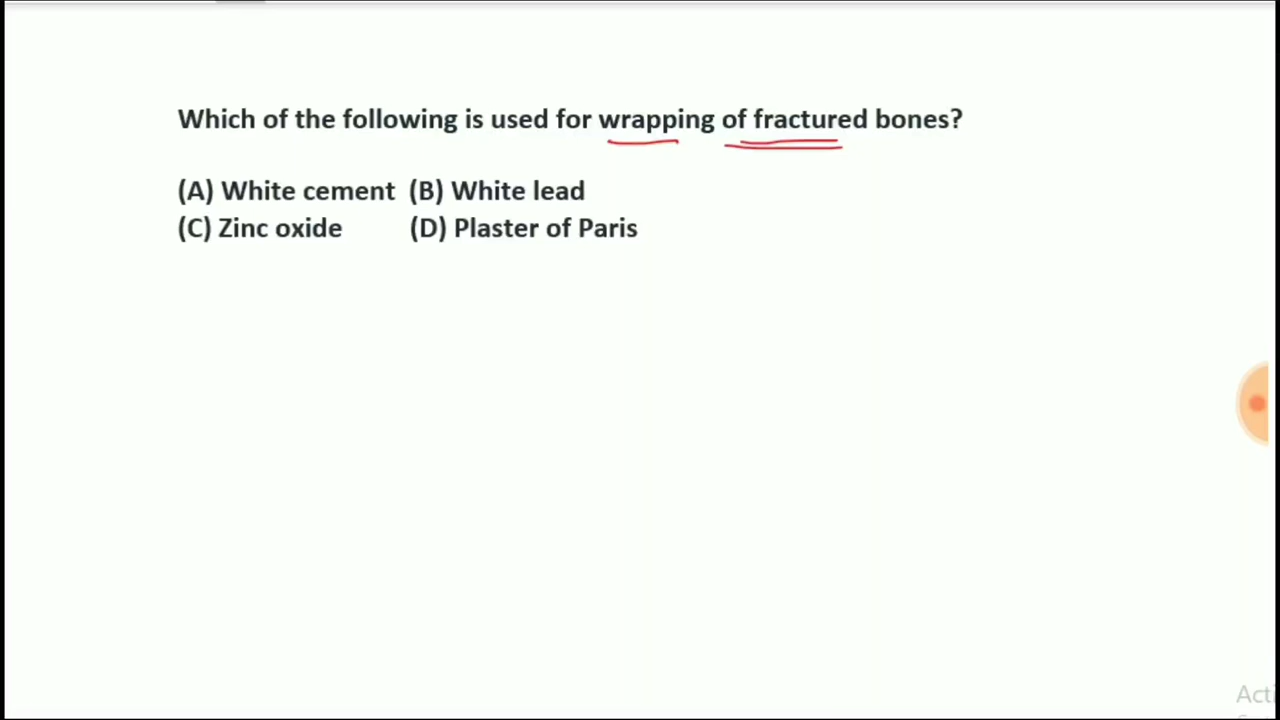 Which of the following is used for wrapping of fractured bones?
(A) White cement (B) White lead
(C) Zinc oxide (D) Plaster of Paris